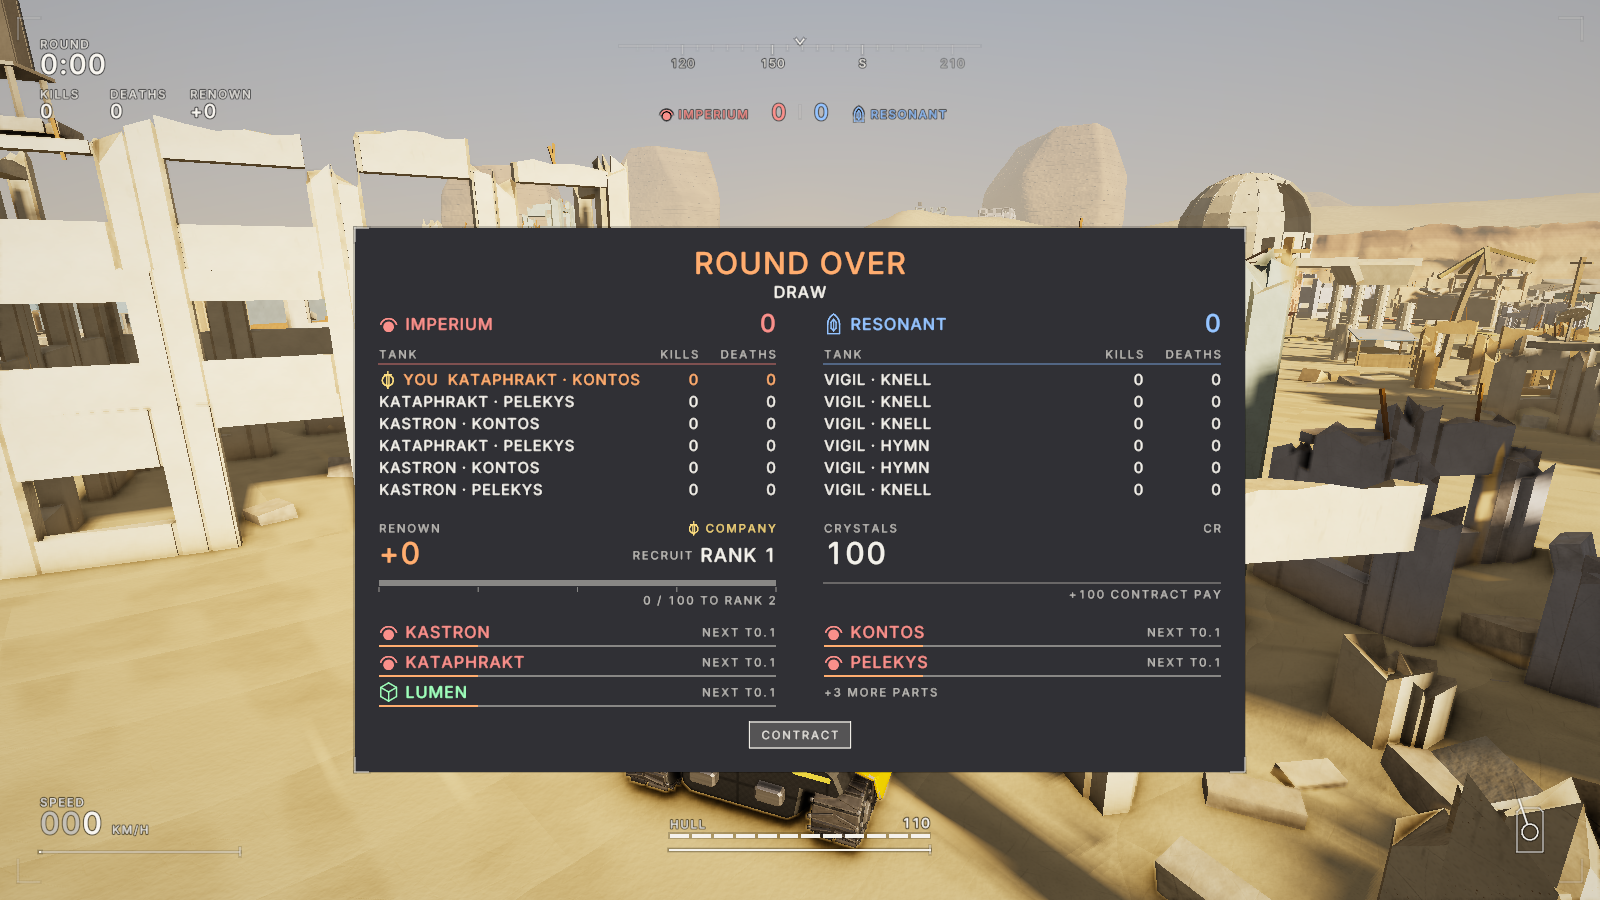 ROUND
0:00
KILLS DEATHS RENOWN
0 0 +0
120 150 S 210
IMPERIUM 0 0 RESONANT
ROUND OVER
DRAW
IMPERIUM 0
TANK KILLS DEATHS
YOU KATAPHRAKT · KONTOS 0 0
KATAPHRAKT · PELEKYS 0 0
KASTRON · KONTOS 0 0
KATAPHRAKT · PELEKYS 0 0
KASTRON · KONTOS 0 0
KASTRON · PELEKYS 0 0
RESONANT 0
TANK KILLS DEATHS
VIGIL · KNELL 0 0
VIGIL · KNELL 0 0
VIGIL · KNELL 0 0
VIGIL · HYMN 0 0
VIGIL · HYMN 0 0
VIGIL · KNELL 0 0
RENOWN COMPANY
+0 RECRUIT RANK 1
0 / 100 TO RANK 2
CRYSTALS CR
100
+100 CONTRACT PAY
KASTRON NEXT T0.1
KATAPHRAKT NEXT T0.1
LUMEN NEXT T0.1
KONTOS NEXT T0.1
PELEKYS NEXT T0.1
+3 MORE PARTS
CONTRACT
SPEED
000 KM/H
HULL 110